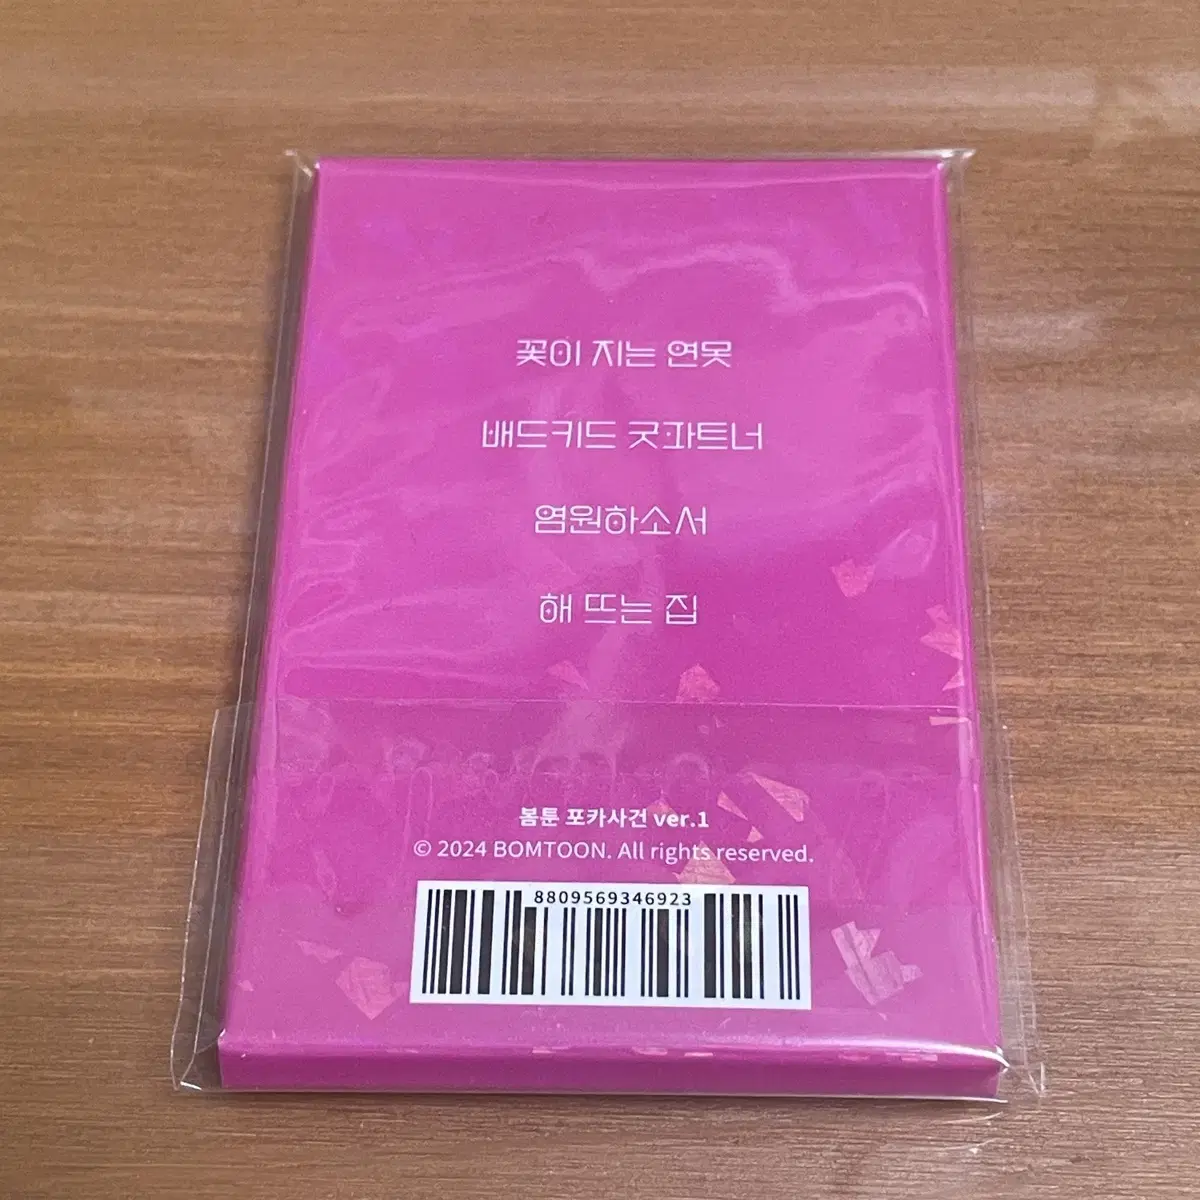 꽃이 지는 연못
배드키드 굿파트너
염원하소서
해 뜨는 집
봄툰 포카사건 ver.1
© 2024 BOMTOON. All rights reserved.
8809569346923